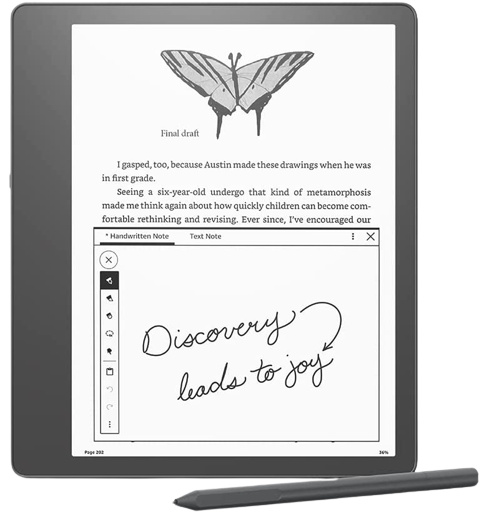 Final draft
I gasped, too, because Austin made these drawings when he was
in first grade.
Seeing a six-year-old undergo that kind of metamorphosis
made me think again about how quickly children can become com-
fortable rethinking and revising. Ever since, I've encouraged our
* Handwritten Note Text Note
Discovery
leads to joy
Page 202 36%